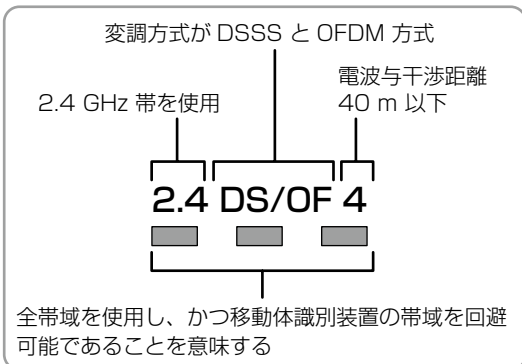 変調方式が DSSS と OFDM 方式
電波与干渉距離
2.4 GHz 帯を使用
40 m 以下
2.4 DS/OF 4
全帯域を使用し、かつ移動体識別装置の帯域を回避
可能であることを意味する